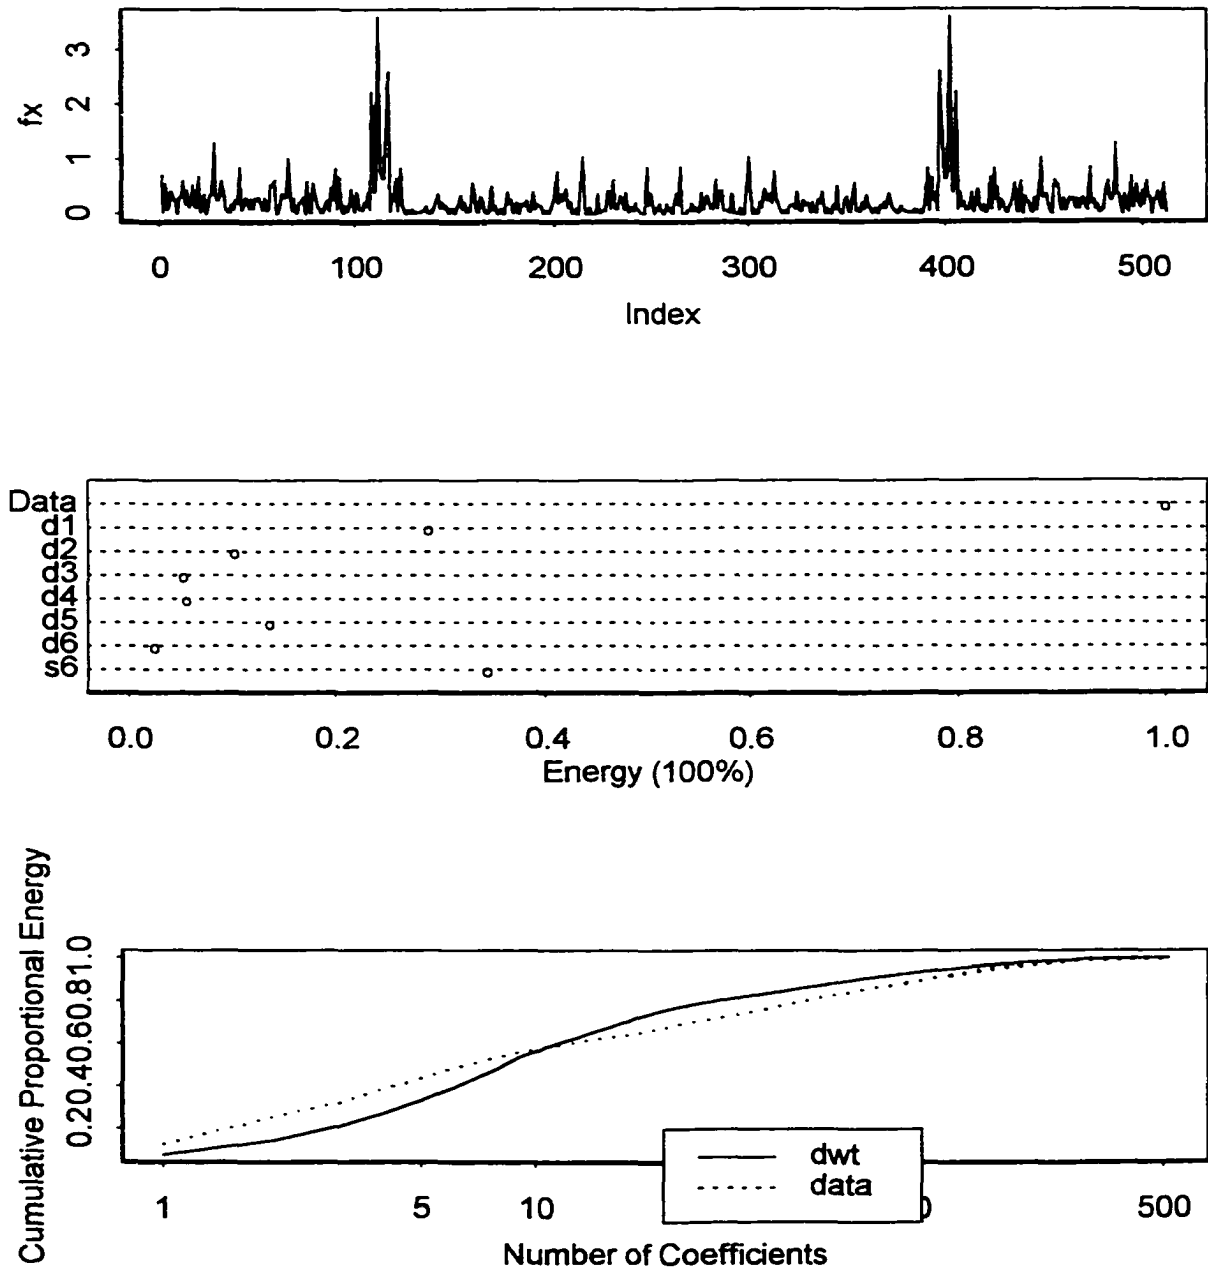 fx
3
2
1
0
0 100 200 300 400 500
Index
Data
d1
d2
d3
d4
d5
d6
s6
0.0 0.2 0.4 0.6 0.8 1.0
Energy (100%)
Cumulative Proportional Energy
0.20.40.60.81.0
dwt
data
1 5 10 500
Number of Coefficients